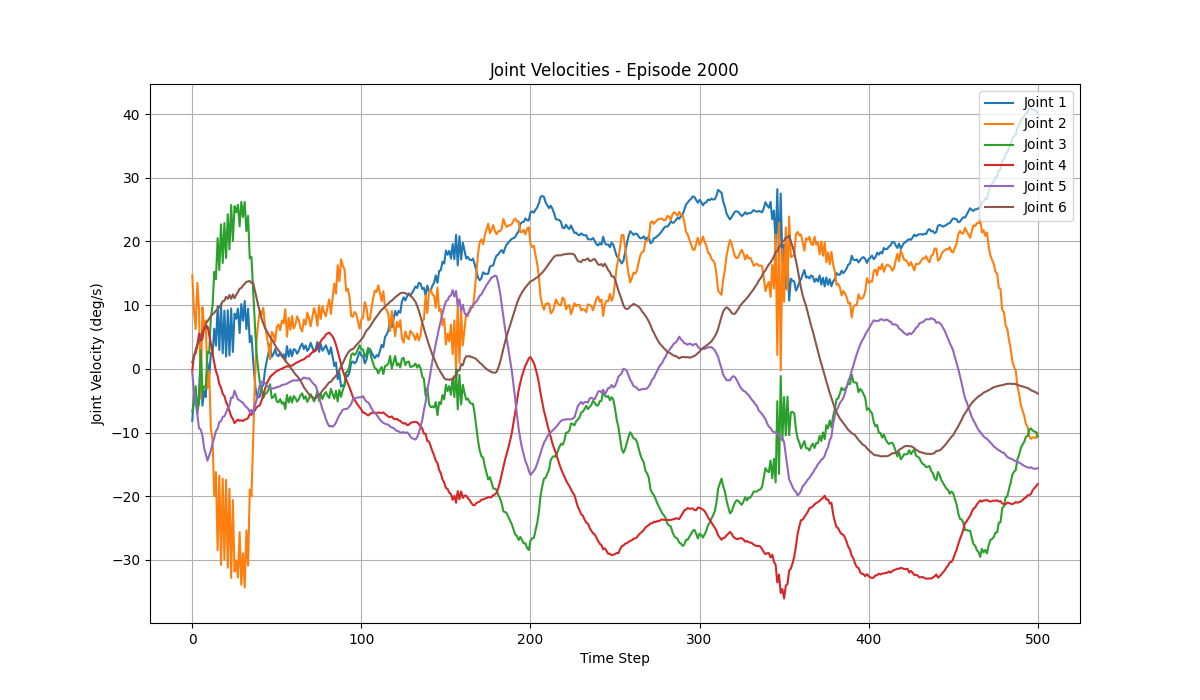 Joint Velocities - Episode 2000
Joint Velocity (deg/s)
40
30
20
10
0
−10
−20
−30
0
100
200
300
400
500
Time Step
Joint 1
Joint 2
Joint 3
Joint 4
Joint 5
Joint 6